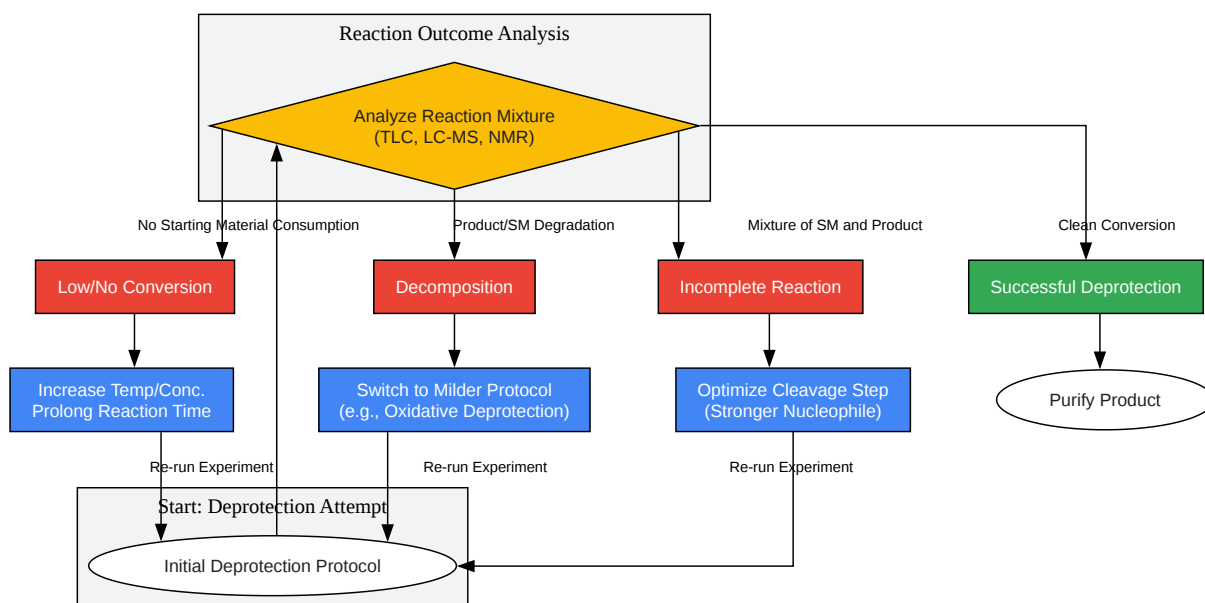 Reaction Outcome Analysis
Analyze Reaction Mixture
(TLC, LC-MS, NMR)
No Starting Material Consumption
Product/SM Degradation
Mixture of SM and Product
Clean Conversion
Low/No Conversion
Decomposition
Incomplete Reaction
Successful Deprotection
Increase Temp/Conc.
Prolong Reaction Time
Switch to Milder Protocol
(e.g., Oxidative Deprotection)
Optimize Cleavage Step
(Stronger Nucleophile)
Purify Product
Re-run Experiment
Re-run Experiment
Re-run Experiment
Start: Deprotection Attempt
Initial Deprotection Protocol